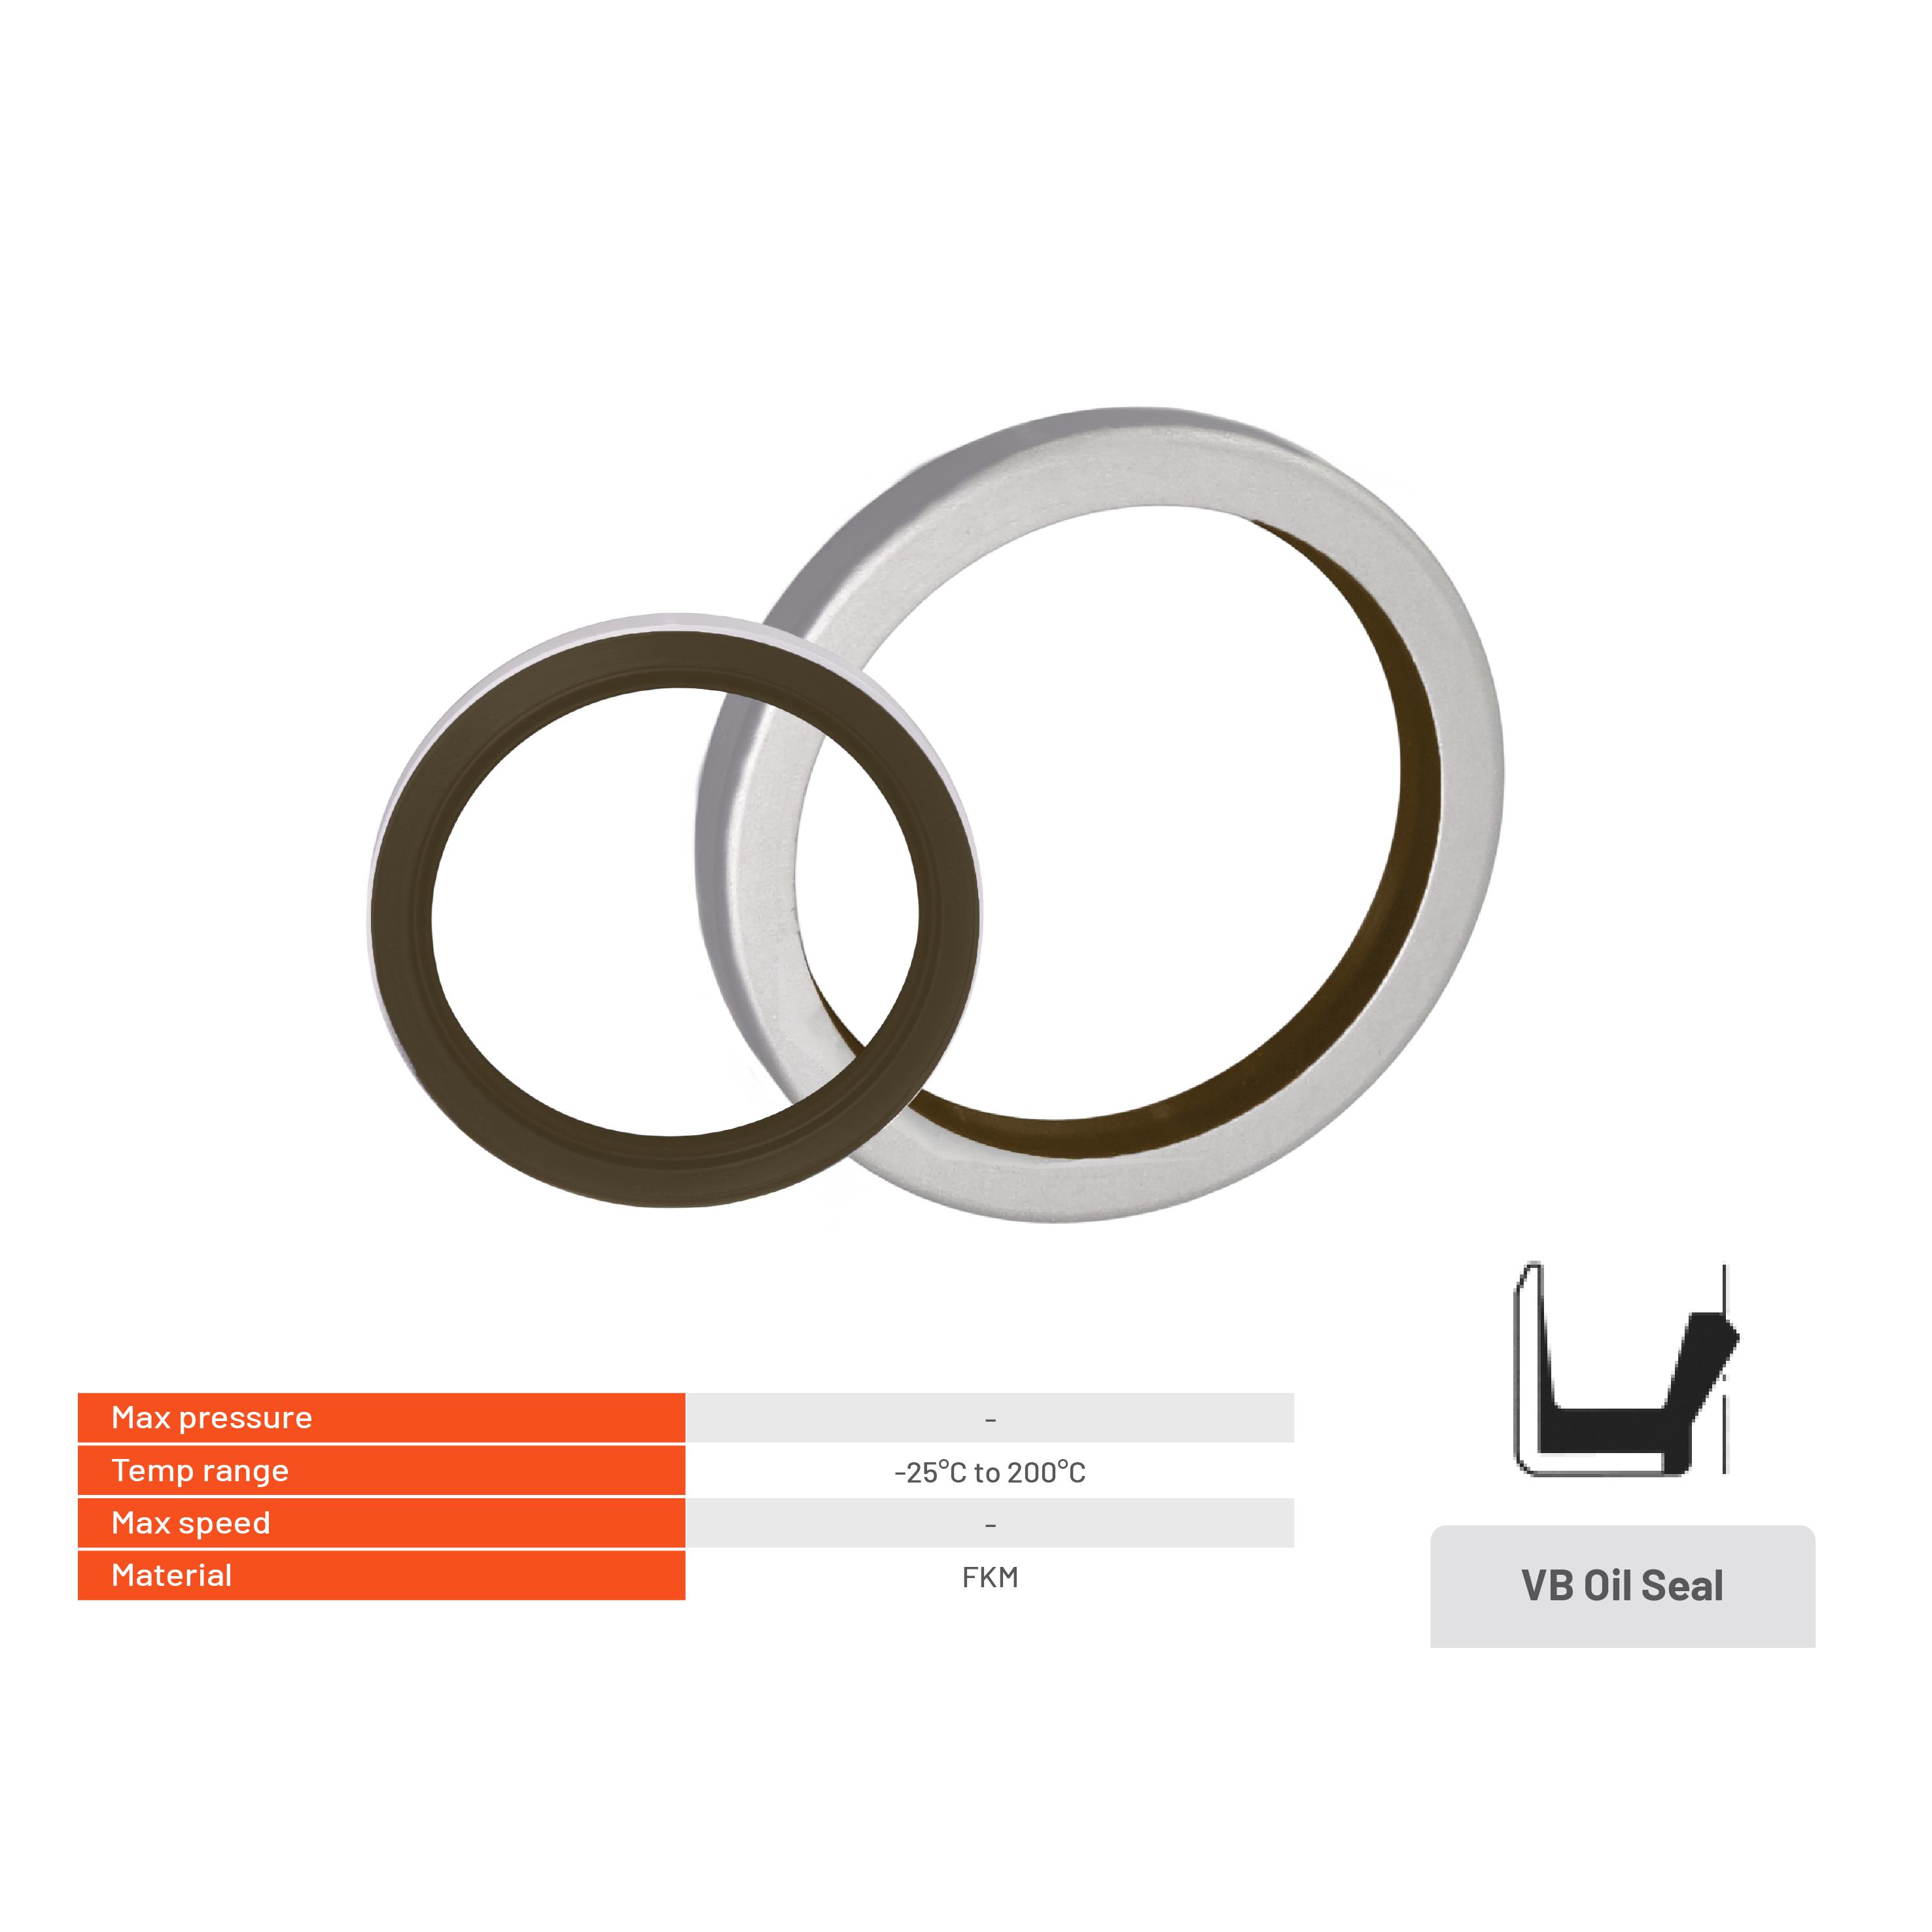 Max pressure -
Temp range -25°C to 200°C
Max speed -
Material FKM
VB Oil Seal